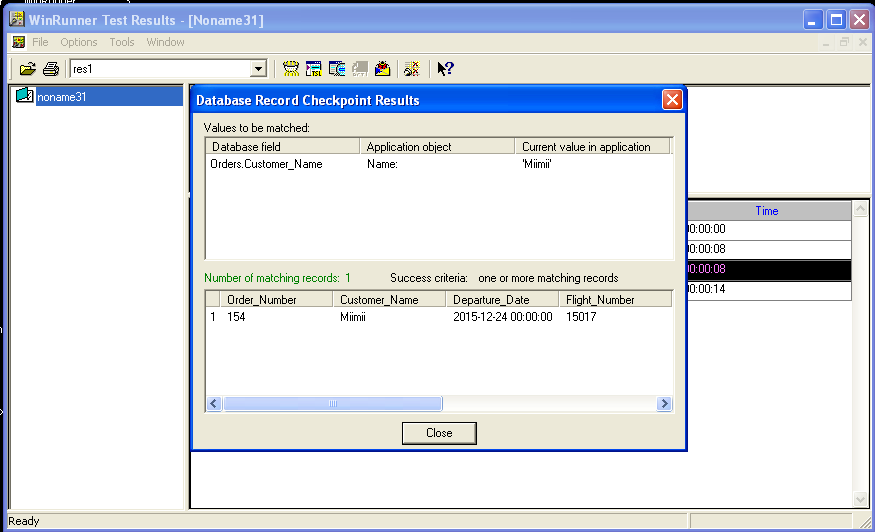 WinRunner Test Results - [Noname31]
File Options Tools Window
res1
noname31
Database Record Checkpoint Results
Values to be matched:
Database field Application object Current value in application
Orders.Customer_Name Name: 'Miimii'
Time
00:00:00
00:00:08
00:00:08
00:00:14
Number of matching records: 1 Success criteria: one or more matching records
Order_Number Customer_Name Departure_Date Flight_Number
1 154 Miimii 2015-12-24 00:00:00 15017
Close
Ready